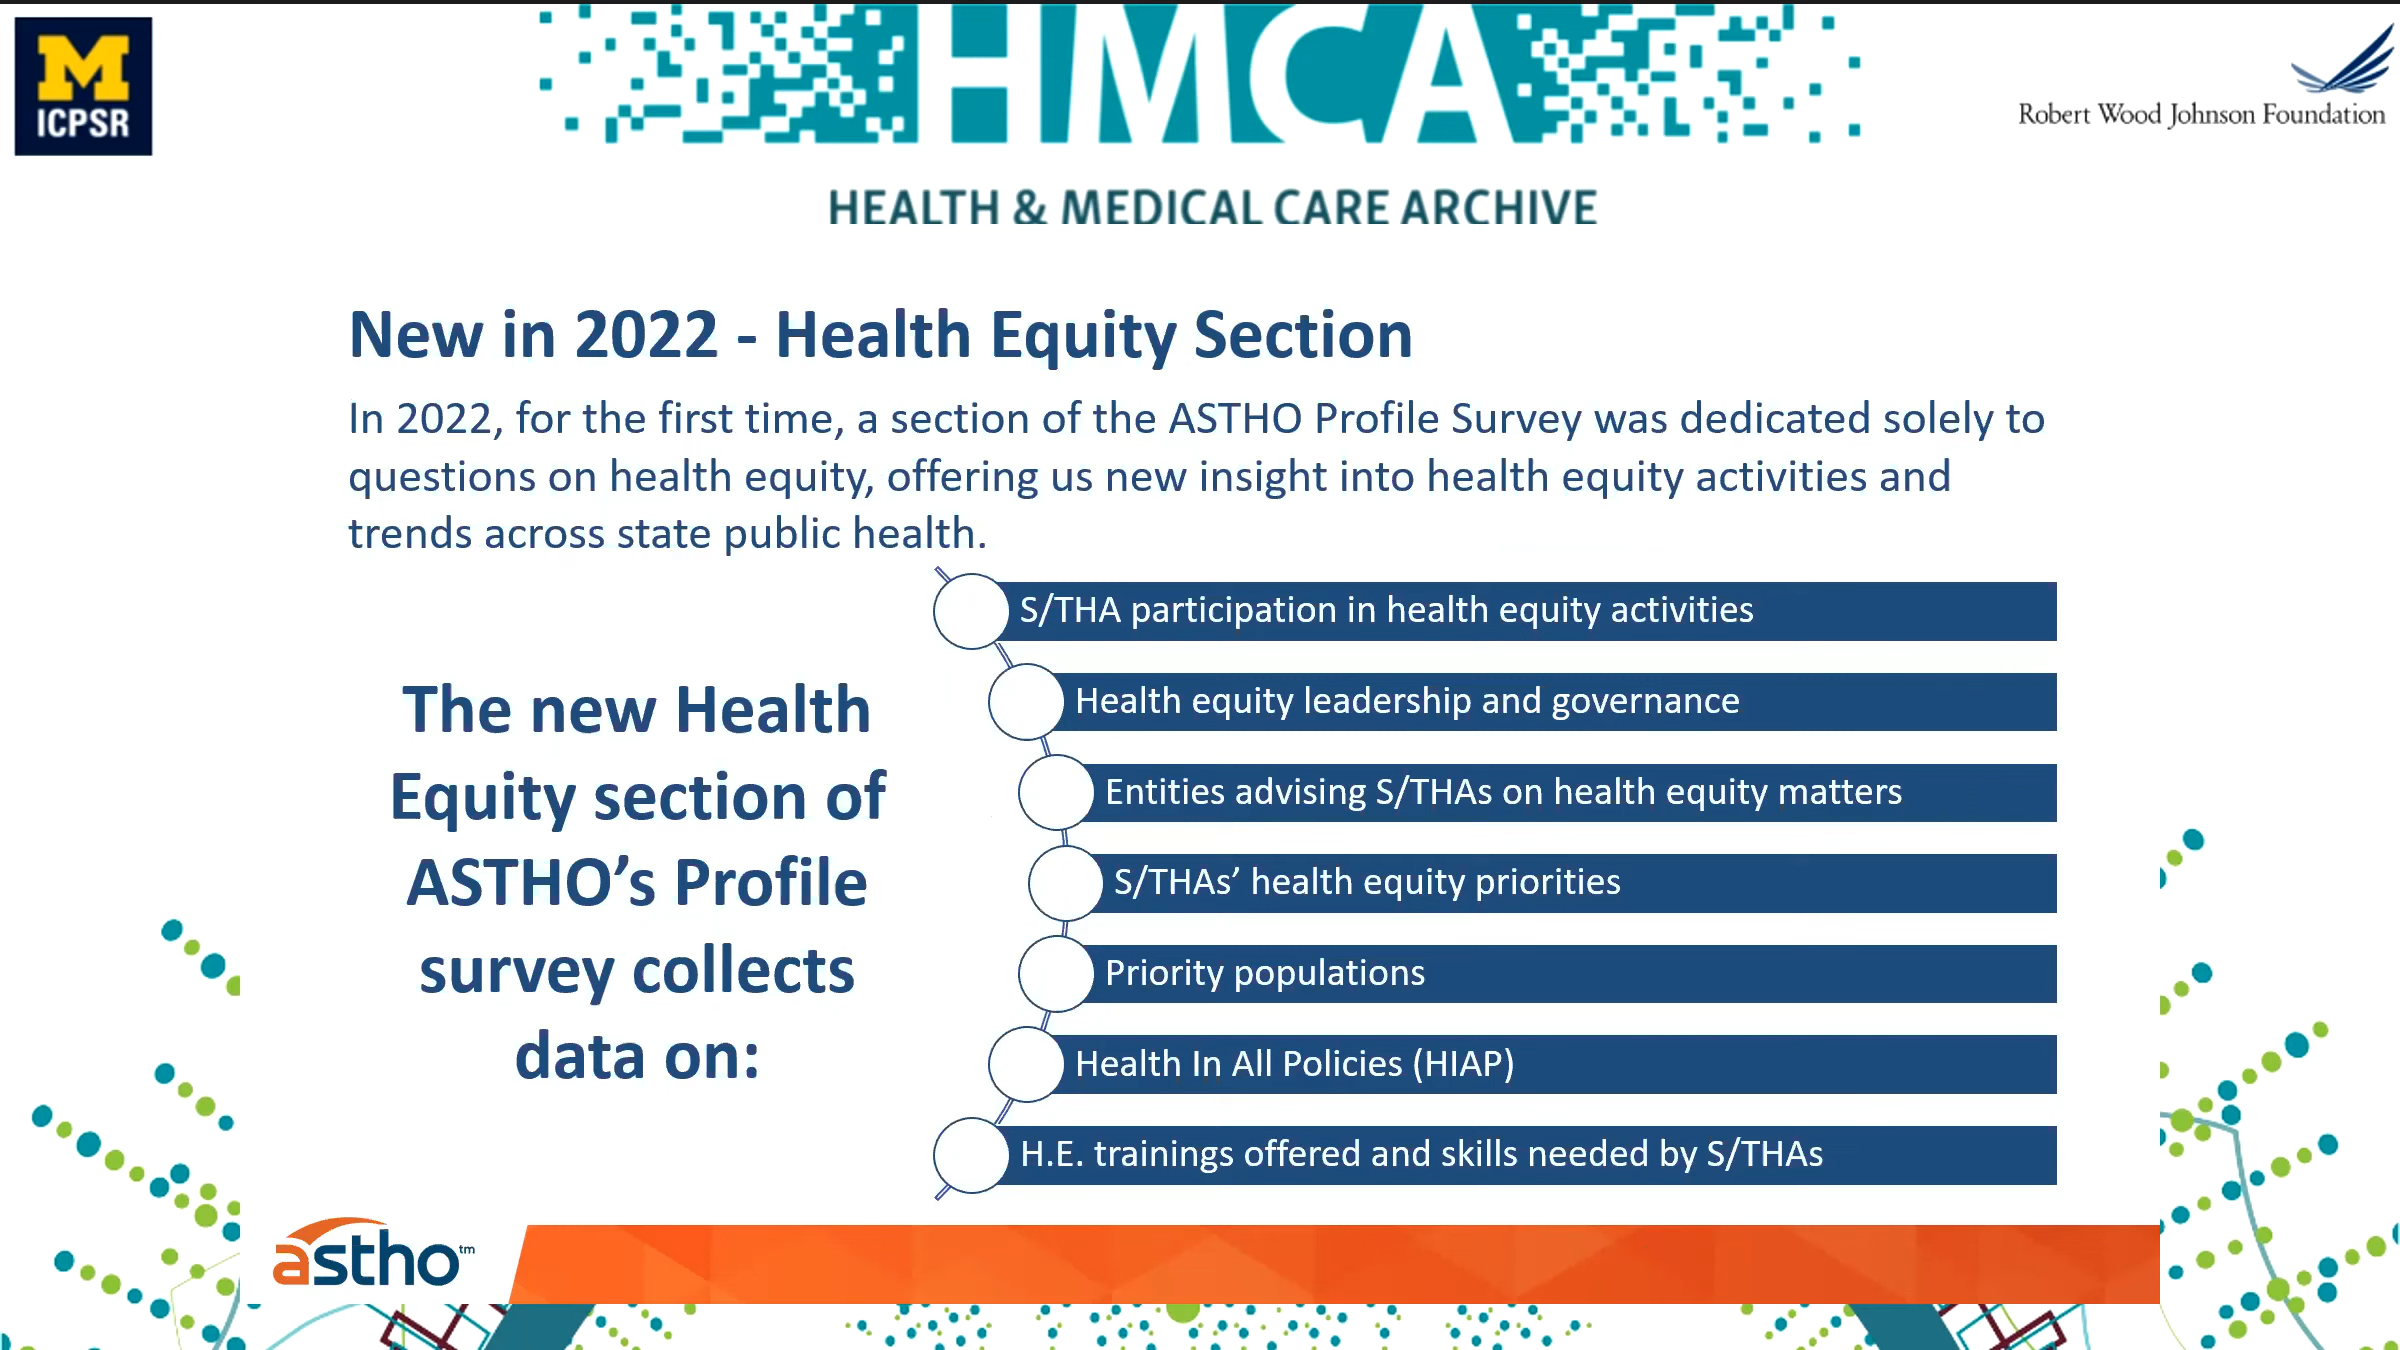 M
ICPSR
HMCA
HEALTH & MEDICAL CARE ARCHIVE
Robert Wood Johnson Foundation
New in 2022 - Health Equity Section
In 2022, for the first time, a section of the ASTHO Profile Survey was dedicated solely to
questions on health equity, offering us new insight into health equity activities and
trends across state public health.
The new Health
Equity section of
ASTHO’s Profile
survey collects
data on:
S/THA participation in health equity activities
Health equity leadership and governance
Entities advising S/THAs on health equity matters
S/THAs’ health equity priorities
Priority populations
Health In All Policies (HIAP)
H.E. trainings offered and skills needed by S/THAs
astho™